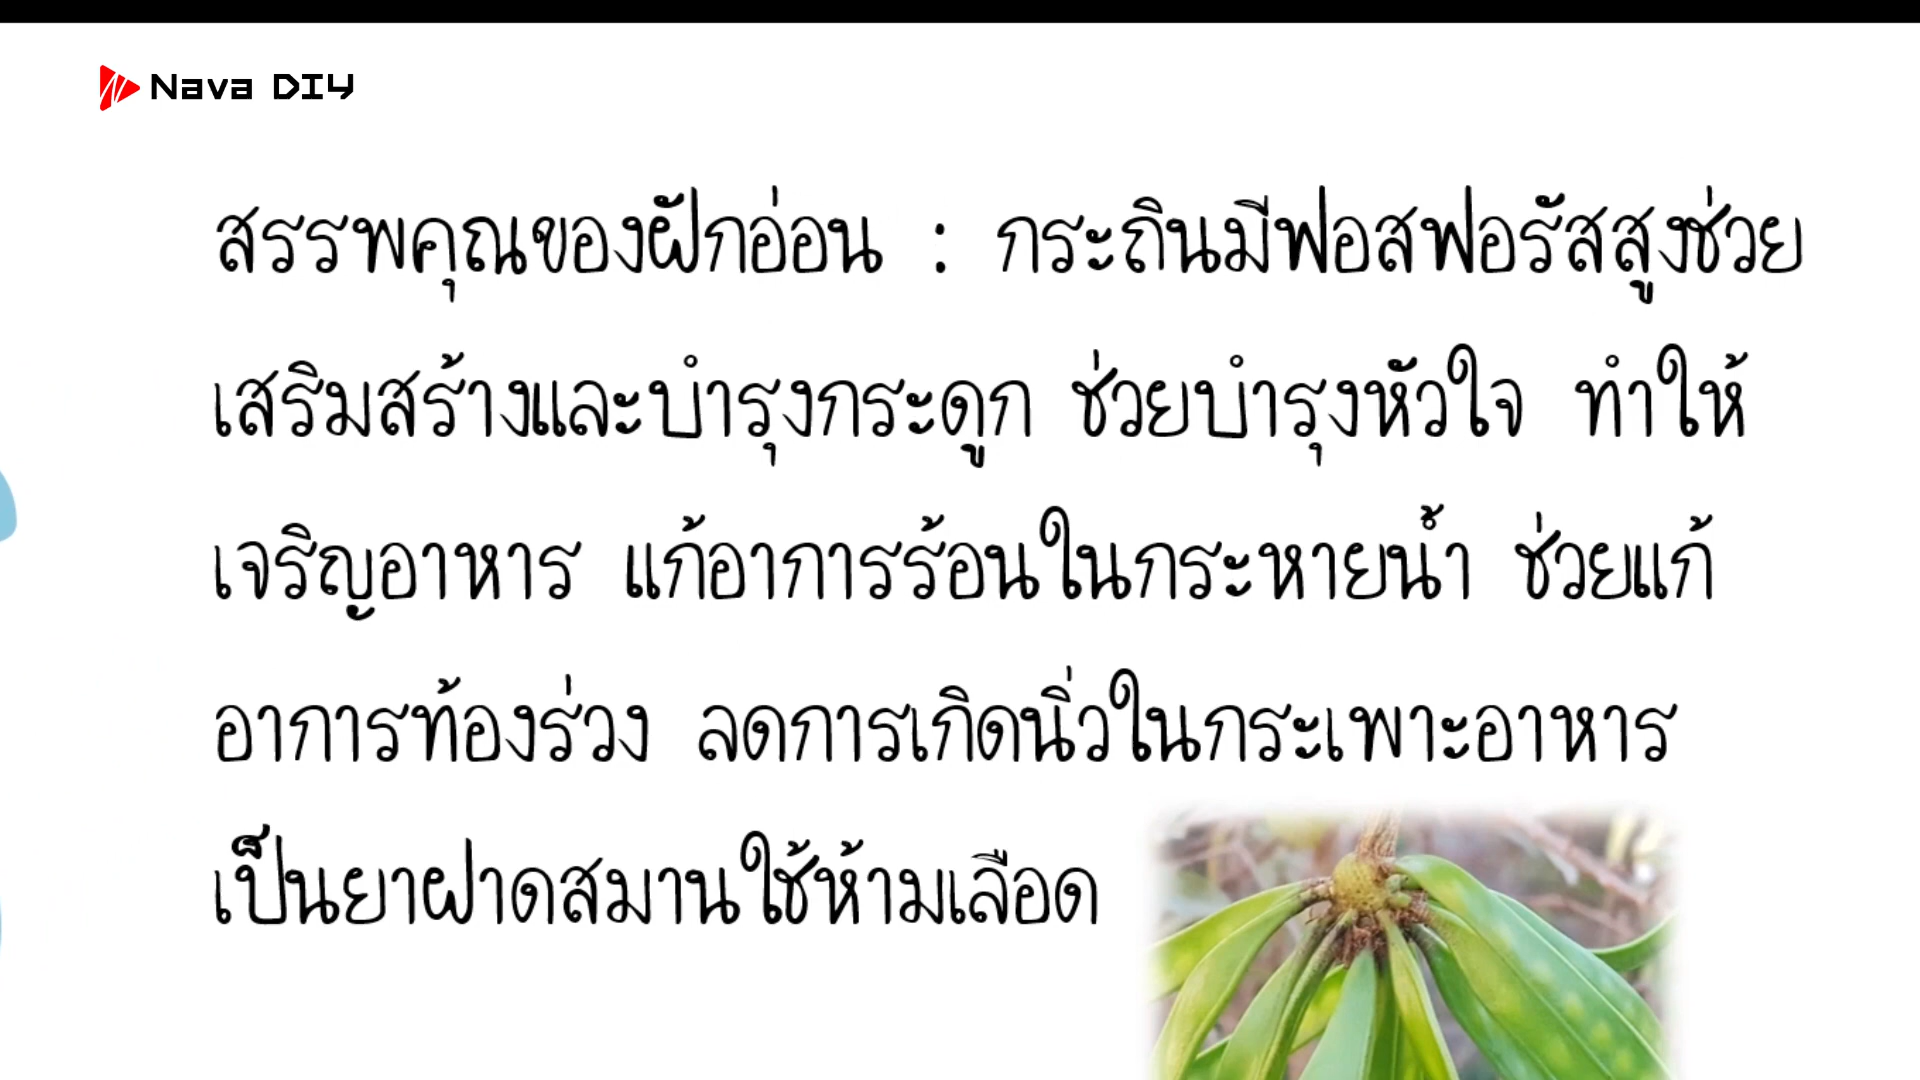 Nava DIY
สรรพคุณของฝักอ่อน : กระถินมีฟอสฟอรัสสูงช่วย
เสริมสร้างและบำรุงกระดูก ช่วยบำรุงหัวใจ ทำให้
เจริญอาหาร แก้อาการร้อนในกระหายน้ำ ช่วยแก้
อาการท้องร่วง ลดการเกิดนิ่วในกระเพาะอาหาร
เป็นยาฝาดสมานใช้ห้ามเลือด